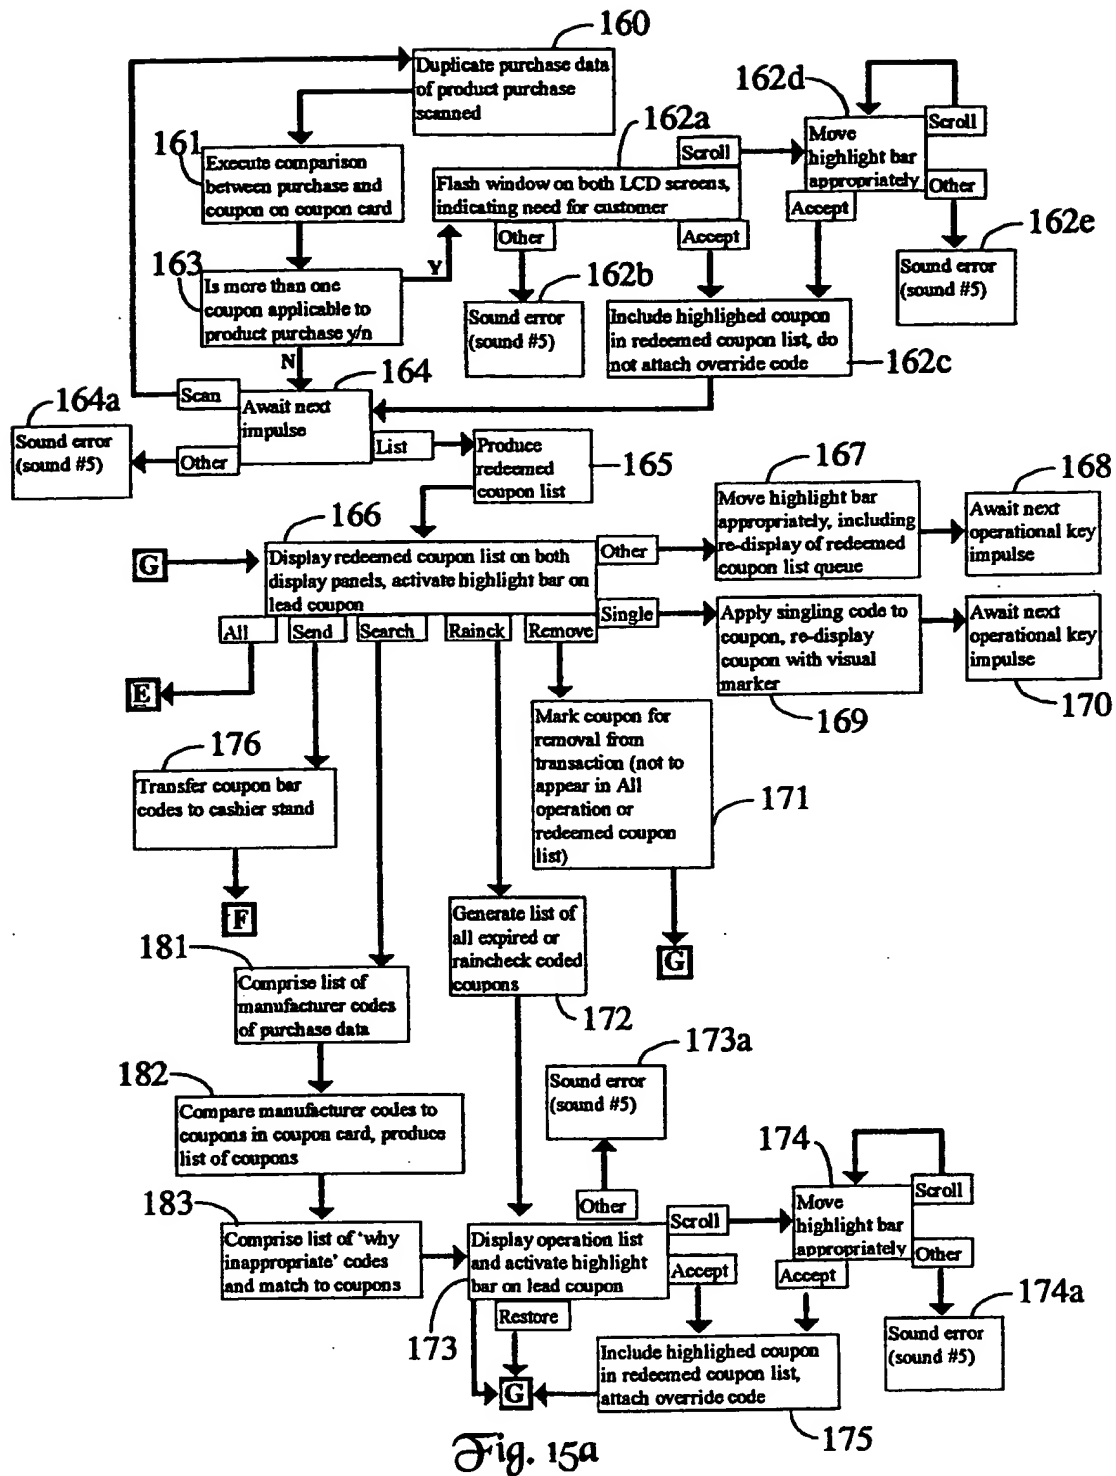 160
Duplicate purchase data
of product purchase
scanned
162d
162a
161
Scroll
Move
highlight bar
appropriately
Scroll
Other
Accept
Execute comparison
between purchase and
coupon on coupon card
Flash window on both LCD screens,
indicating need for customer
Other
Accept
162e
Sound error
(sound #5)
163
Y
162b
Is more than one
coupon applicable to
product purchase y/n
Sound error
(sound #5)
Include highlighed coupon
in redeemed coupon list, do
not attach override code
162c
N
164
164a
Scan
Await next
impulse
Sound error
(sound #5)
Other
List
Produce
redeemed
coupon list
165
167
168
166
Move highlight bar
appropriately, including
re-display of redeemed
coupon list queue
Await next
operational key
impulse
G
Display redeemed coupon list on both
display panels, activate highlight bar on
lead coupon
Other
Single
All
Send
Search
Rainck
Remove
Apply singling code to
coupon, re-display
coupon with visual
marker
Await next
operational key
impulse
E
169
170
176
Transfer coupon bar
codes to cashier stand
Mark coupon for
removal from
transaction (not to
appear in All
operation or
redeemed coupon
list)
171
F
Generate list of
all expired or
raincheck coded
coupons
G
181
Comprise list of
manufacturer codes
of purchase data
172
173a
Sound error
(sound #5)
182
Compare manufacturer codes to
coupons in coupon card, produce
list of coupons
174
Move
highlight bar
appropriately
Scroll
Other
Accept
183
Comprise list of 'why
inappropriate' codes
and match to coupons
Other
Display operation list
and activate highlight
bar on lead coupon
Scroll
Accept
Restore
173
174a
Sound error
(sound #5)
G
Include highlighed coupon
in redeemed coupon list,
attach override code
175
Fig. 15a